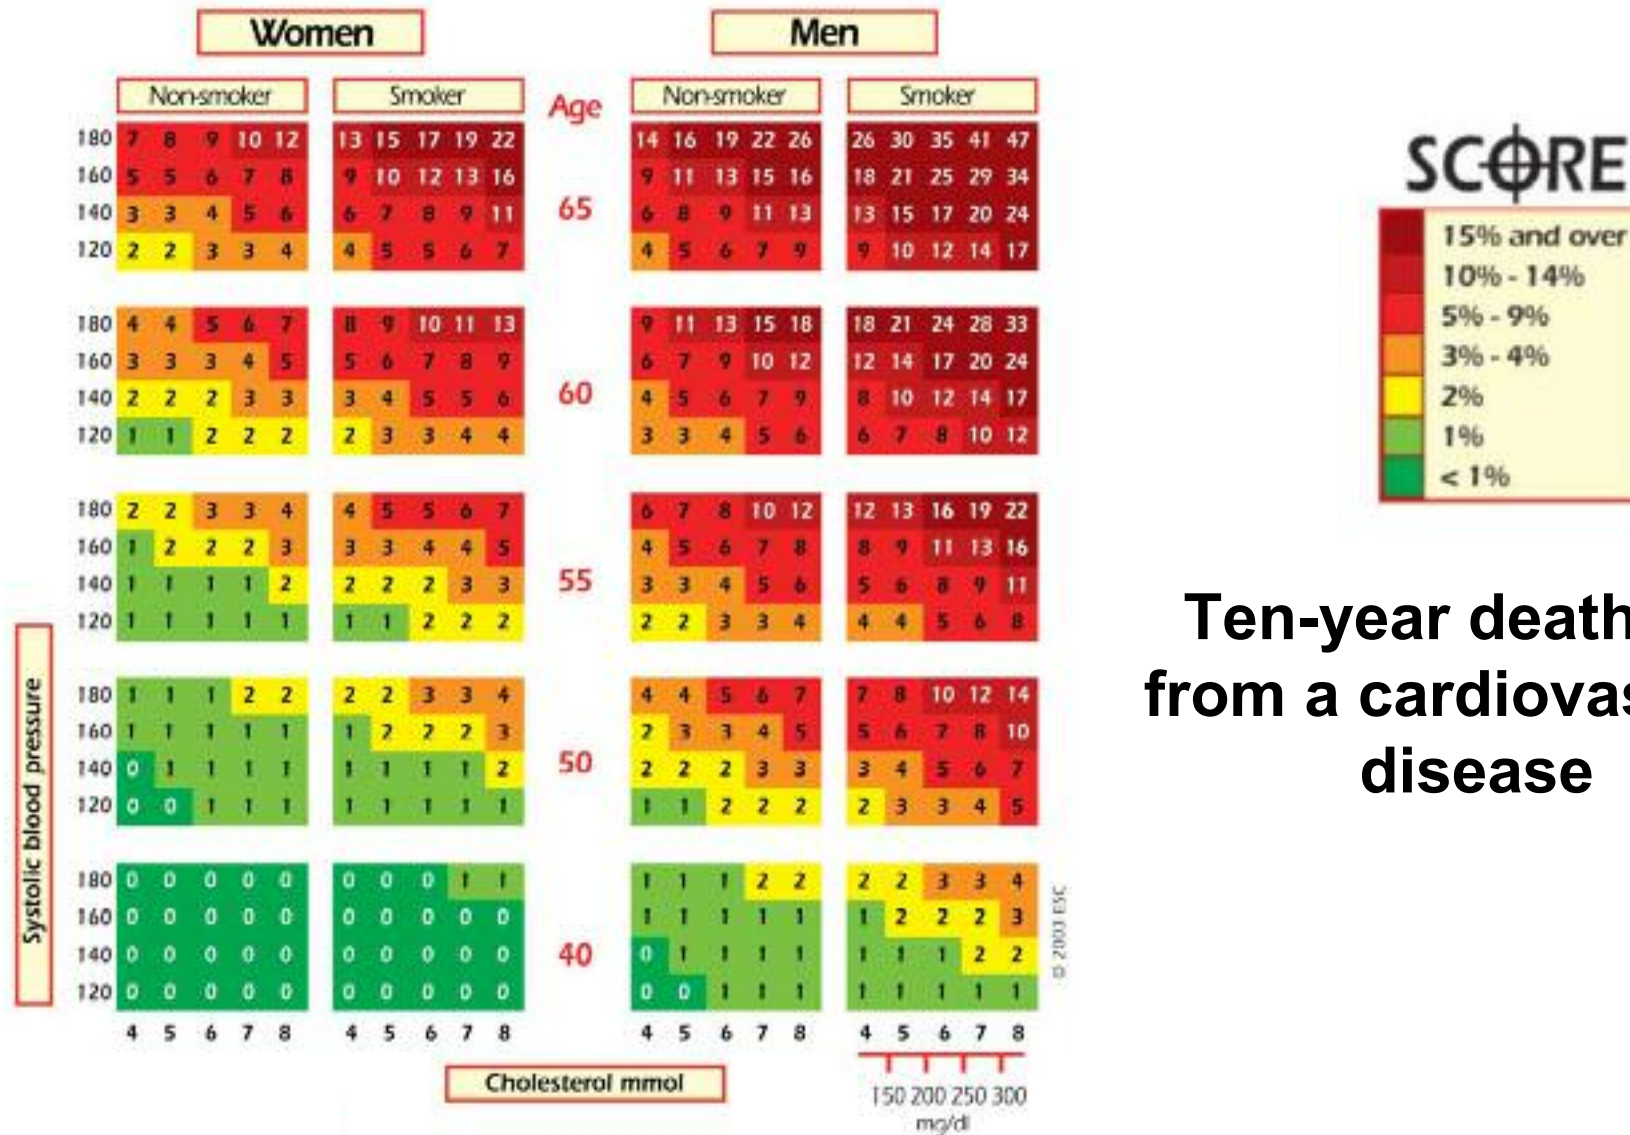 Women Men
Non-smoker Smoker Age Non-smoker Smoker
180 7 8 9 10 12 13 15 17 19 22 14 16 19 22 26 26 30 35 41 47
160 5 5 6 7 8 9 10 12 13 16 9 11 13 15 16 18 21 25 29 34
65
140 3 3 4 5 6 6 7 8 9 11 6 8 9 11 13 13 15 17 20 24
120 2 2 3 3 4 4 5 5 6 7 4 5 6 7 9 9 10 12 14 17
180 4 4 5 6 7 8 9 10 11 13 9 11 13 15 18 18 21 24 28 33
160 3 3 3 4 5 5 6 7 8 9 6 7 9 10 12 12 14 17 20 24
60
140 2 2 2 3 3 3 4 5 5 6 4 5 6 7 9 8 10 12 14 17
120 1 1 2 2 2 2 3 3 4 4 3 3 4 5 6 6 7 8 10 12
180 2 2 3 3 4 4 5 5 6 7 6 7 8 10 12 12 13 16 19 22
160 1 2 2 2 3 3 3 4 4 5 4 5 6 7 8 8 9 11 13 16
55
140 1 1 1 1 2 2 2 2 3 3 3 3 4 5 6 5 6 8 9 11
120 1 1 1 1 1 1 1 2 2 2 2 2 3 3 4 4 4 5 6 8
180 1 1 1 2 2 2 2 3 3 4 4 4 5 6 7 7 8 10 12 14
160 1 1 1 1 1 1 2 2 2 3 2 3 3 4 5 5 6 7 8 10
50
140 0 1 1 1 1 1 1 1 1 2 2 2 2 3 3 3 4 5 6 7
120 0 0 1 1 1 1 1 1 1 1 1 1 2 2 2 2 3 3 4 5
180 0 0 0 0 0 0 0 0 1 1 1 1 1 2 2 2 2 3 3 4
160 0 0 0 0 0 0 0 0 0 0 1 1 1 1 1 1 2 2 2 3
40
140 0 0 0 0 0 0 0 0 0 0 0 1 1 1 1 1 1 1 2 2
120 0 0 0 0 0 0 0 0 0 0 0 0 1 1 1 1 1 1 1 1
4 5 6 7 8 4 5 6 7 8 4 5 6 7 8 4 5 6 7 8
Systolic blood pressure
Cholesterol mmol
150 200 250 300
mg/dl
© 2003 ESC
SCORE
15% and over
10% - 14%
5% - 9%
3% - 4%
2%
1%
< 1%
Ten-year death
from a cardiovas
disease